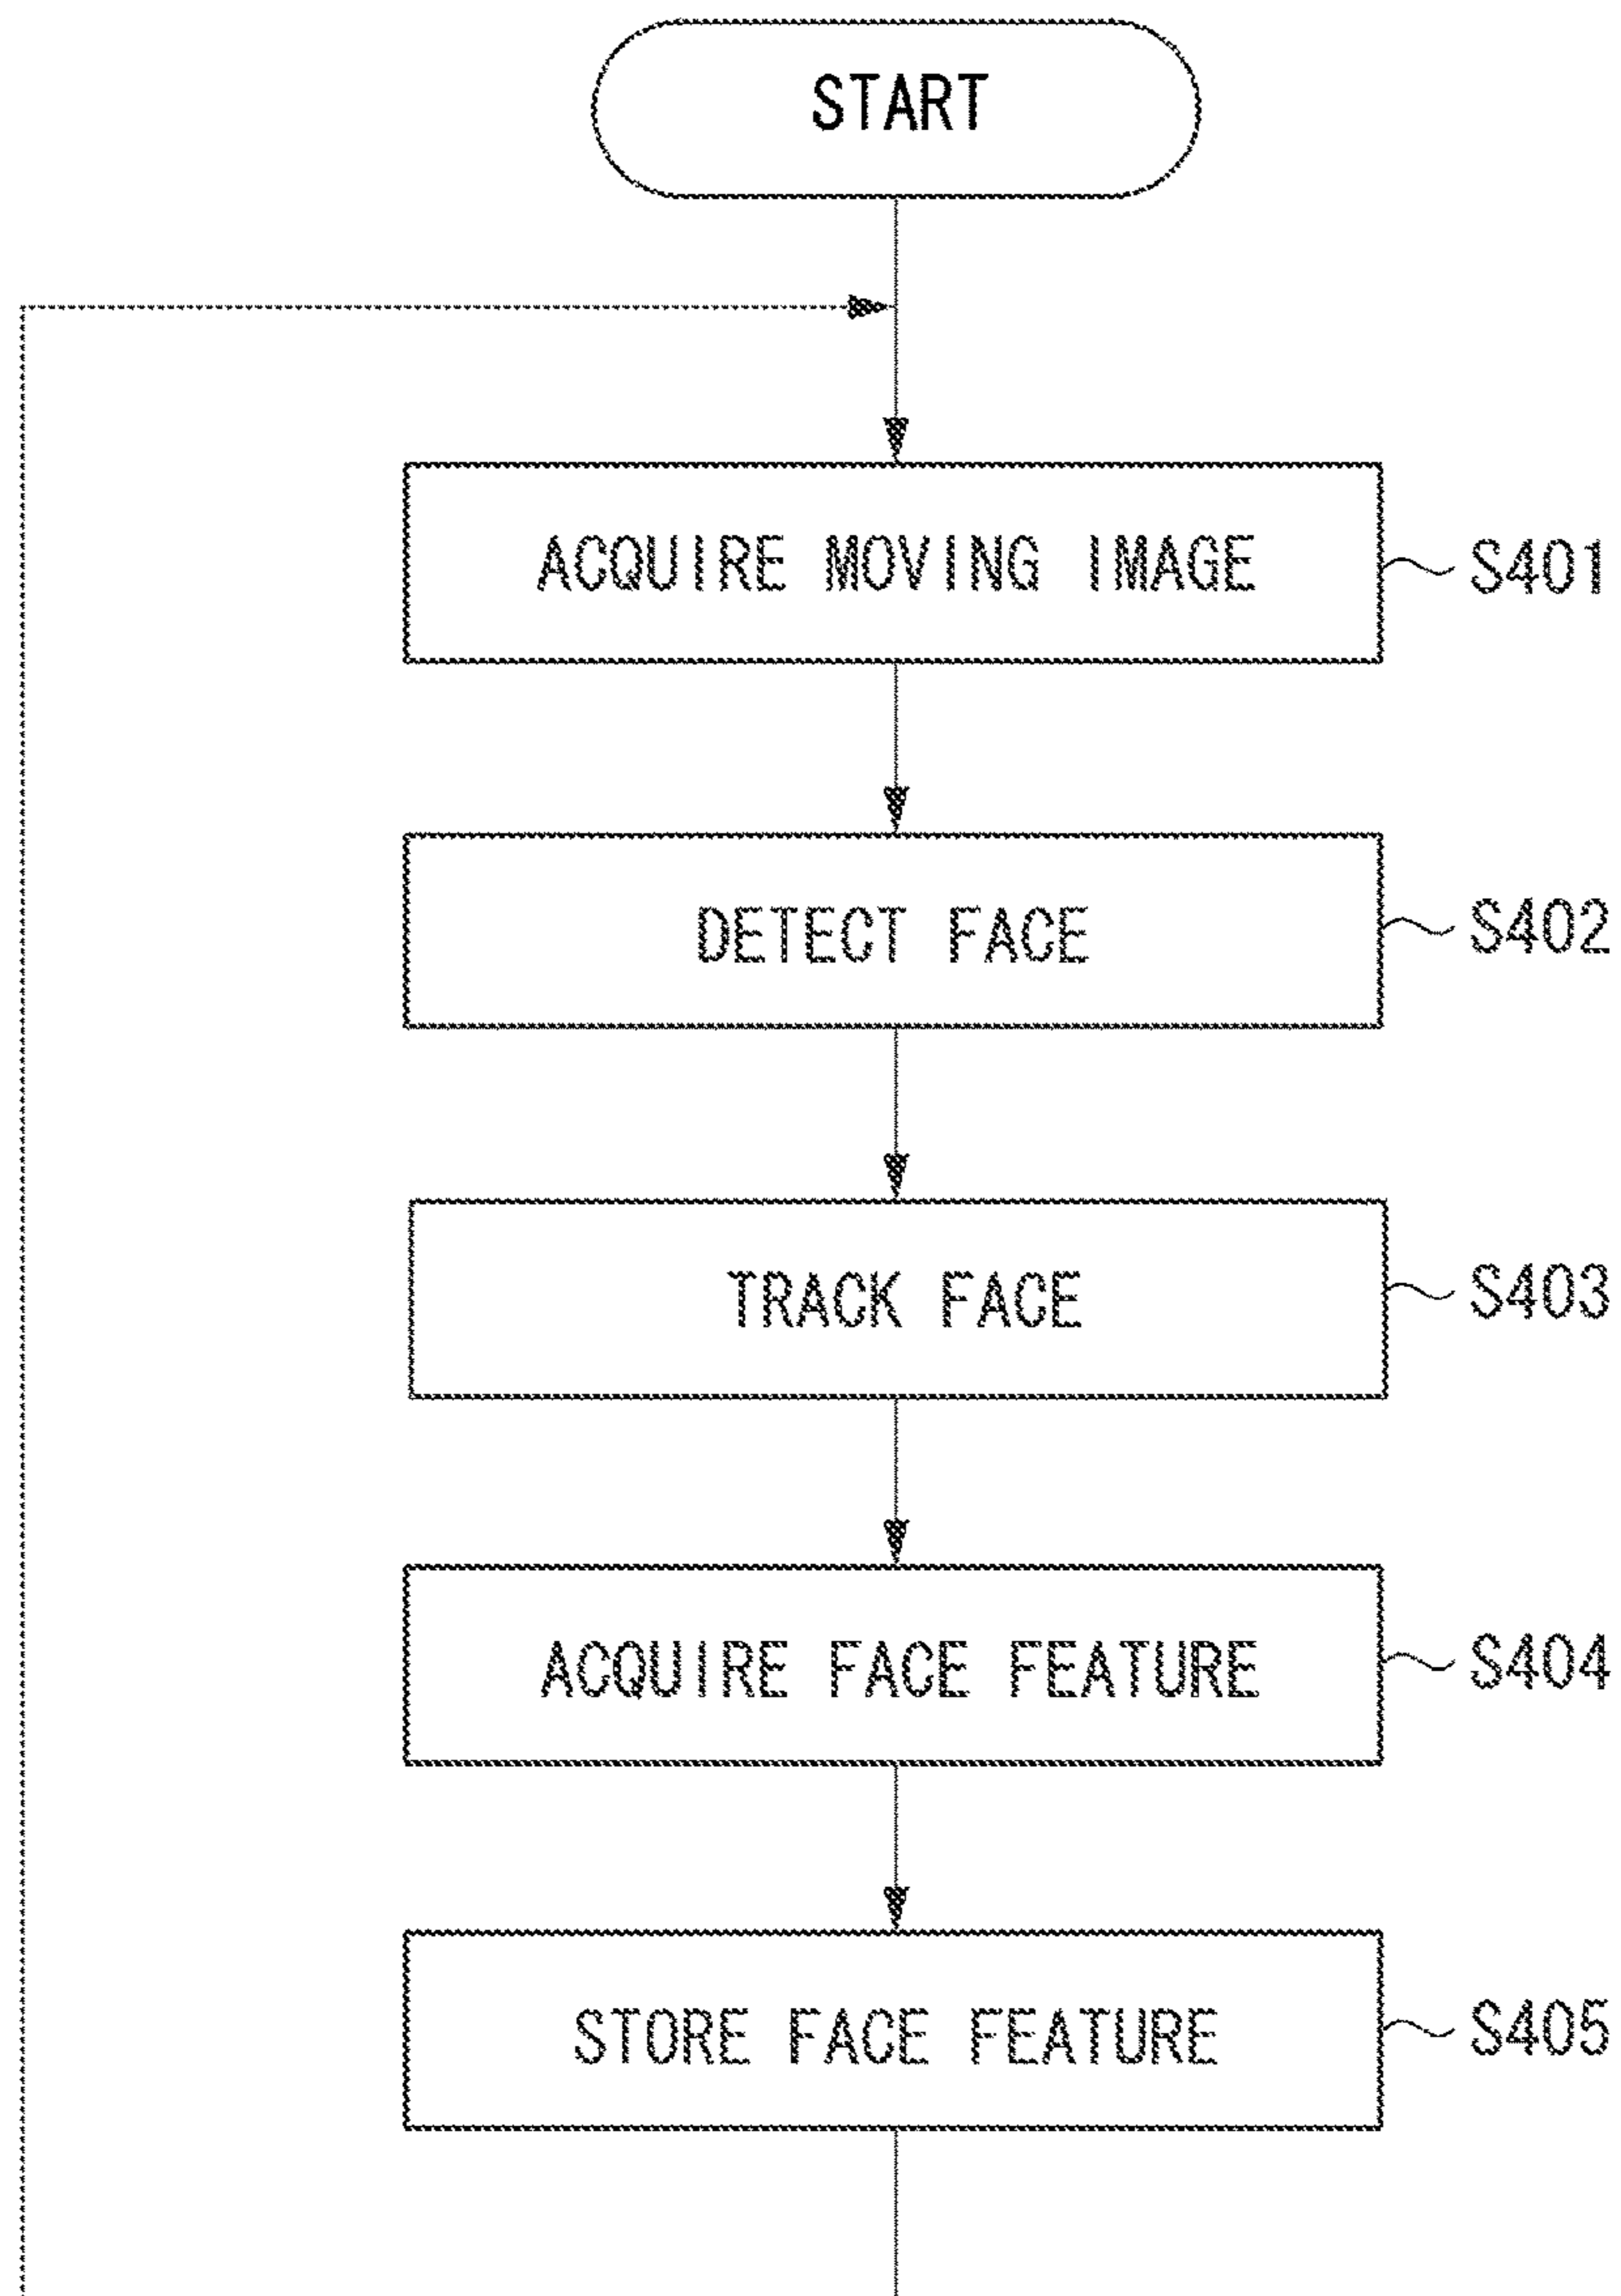 START
ACQUIRE MOVING IMAGE
S401
DETECT FACE
S402
TRACK FACE
S403
ACQUIRE FACE FEATURE
S404
STORE FACE FEATURE
S405